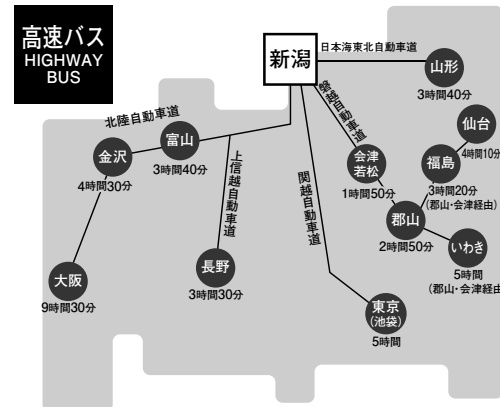 高速バス
HIGHWAY
BUS
新潟
日本海東北自動車道
山形
3時間40分
磐越自動車道
仙台
4時間10分
会津
若松
1時間50分
福島
3時間20分
(郡山・会津経由)
郡山
2時間50分
いわき
5時間
(郡山・会津経由)
北陸自動車道
富山
3時間40分
金沢
4時間30分
大阪
9時間30分
上信越自動車道
長野
3時間30分
関越自動車道
東京
(池袋)
5時間